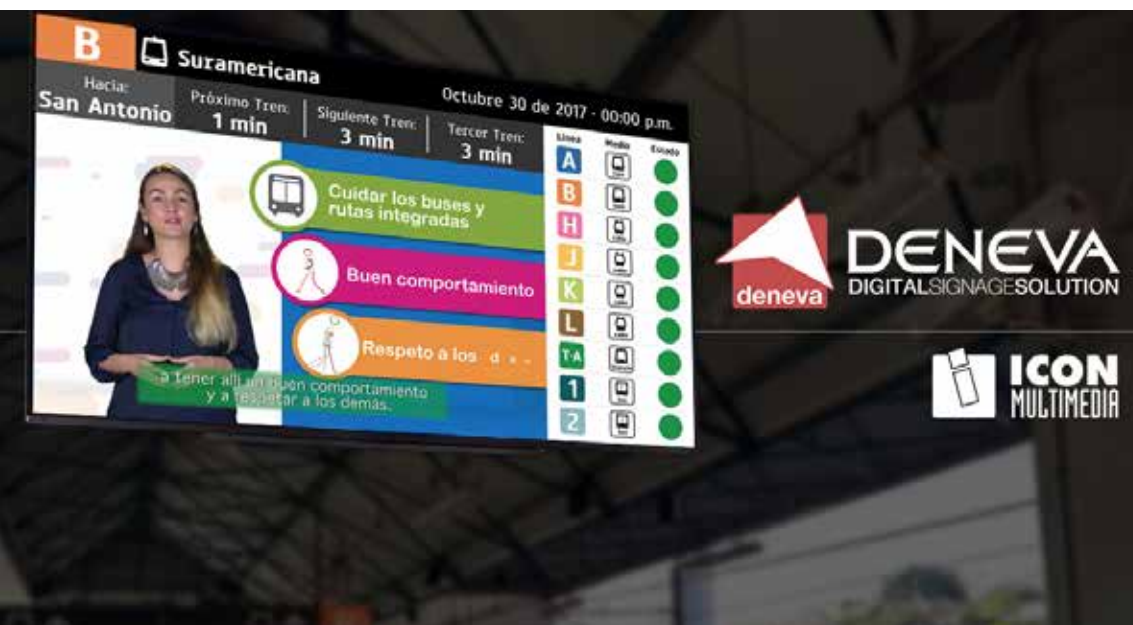 B
Suramericana
Octubre 30 de 2017 - 00:00 p.m.
Hacia:
San Antonio
Próximo Tren:
1 min
Siguiente Tren:
3 min
Tercer Tren:
3 min
Línea Medio Estado
A
B
H
J
K
L
T-A
1
2
Cuidar los buses y
rutas integradas
Buen comportamiento
Respeto a los d
a tener allí un buen comportamiento
y a respetar a los demás.
deneva
DENEVA
DIGITALSIGNAGESOLUTION
ICON
MULTIMEDIA